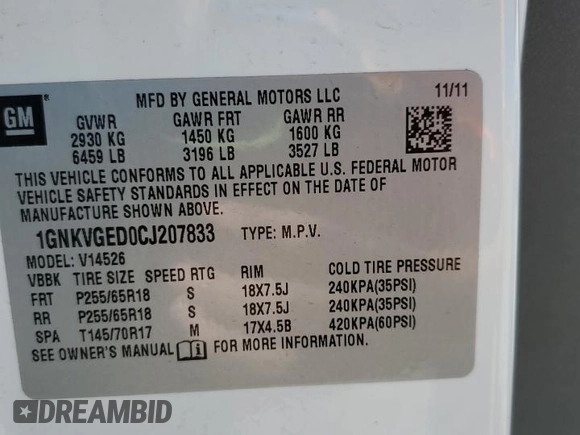 GM
MFD BY GENERAL MOTORS LLC 11/11
GVWR GAWR FRT GAWR RR
2930 KG 1450 KG 1600 KG
6459 LB 3196 LB 3527 LB
THIS VEHICLE CONFORMS TO ALL APPLICABLE U.S. FEDERAL MOTOR
VEHICLE SAFETY STANDARDS IN EFFECT ON THE DATE OF
MANUFACTURE SHOWN ABOVE.
1GNKVGED0CJ207833 TYPE: M.P.V.
MODEL: V14526
VBBK TIRE SIZE SPEED RTG RIM COLD TIRE PRESSURE
FRT P255/65R18 S 18X7.5J 240KPA(35PSI)
RR P255/65R18 S 18X7.5J 240KPA(35PSI)
SPA T145/70R17 M 17X4.5B 420KPA(60PSI)
SEE OWNER'S MANUAL FOR MORE INFORMATION.
DREAMBID